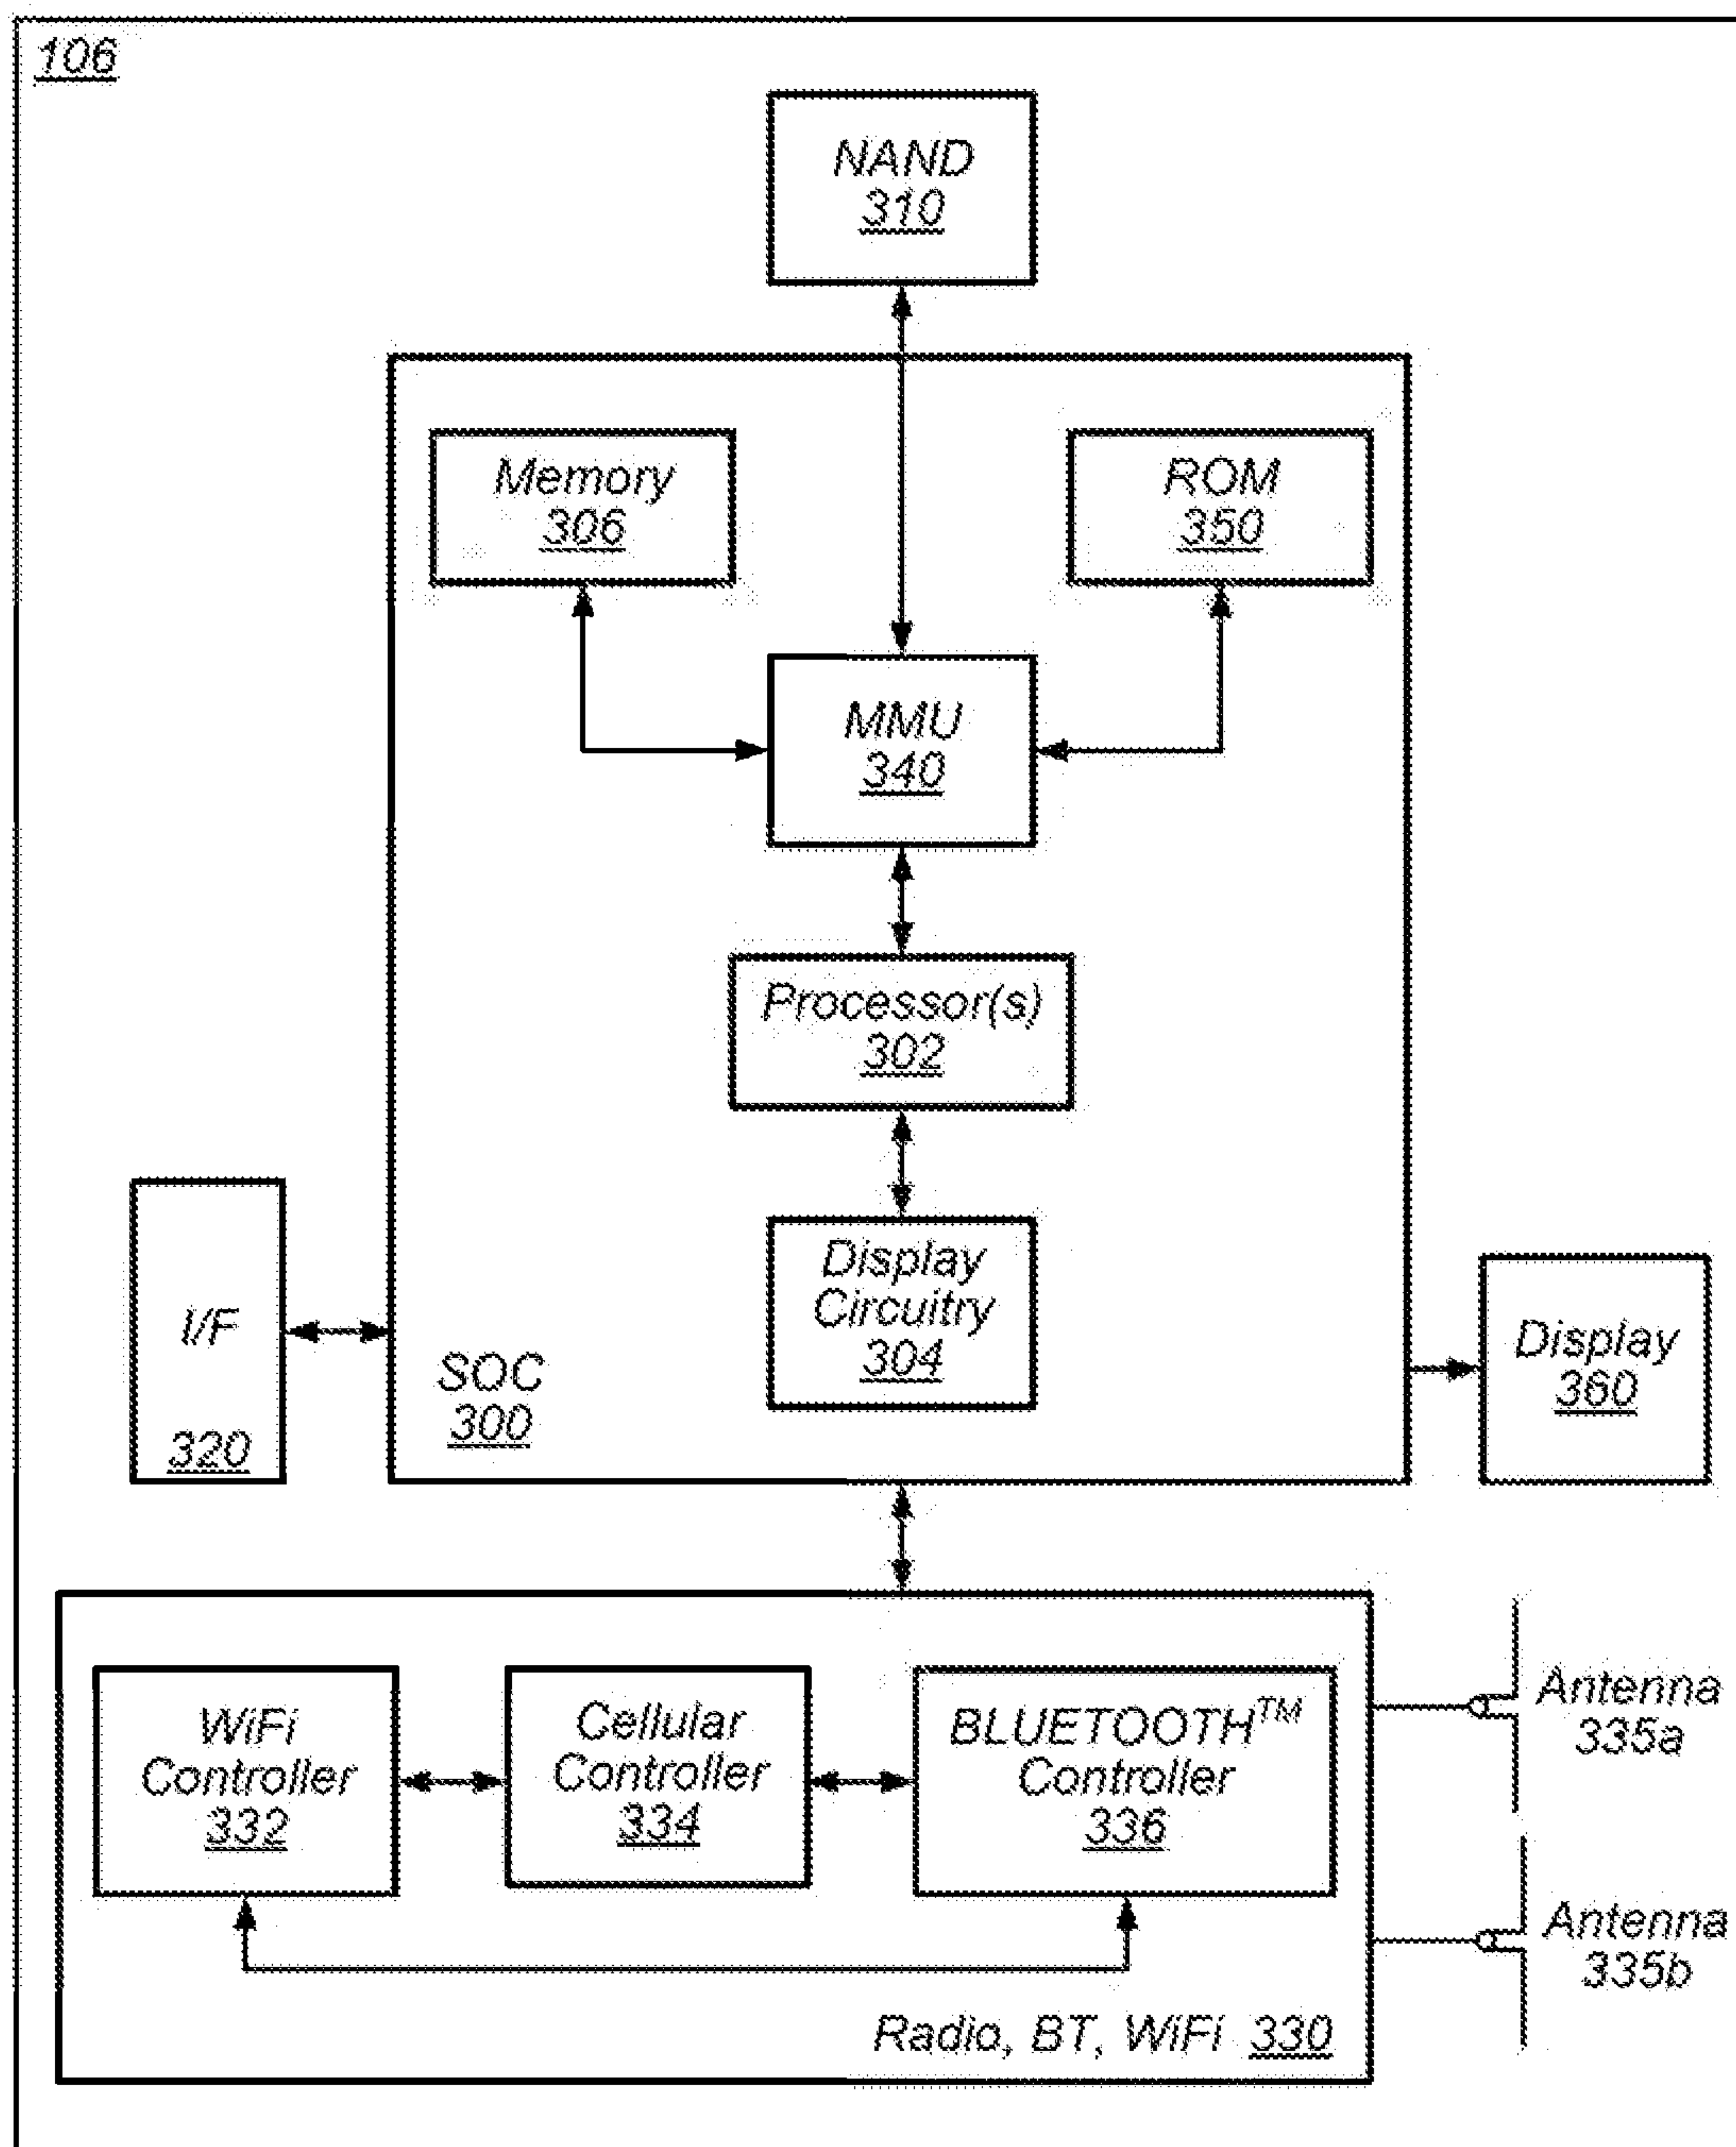 106
NAND
310
Memory
306
ROM
350
MMU
340
Processor(s)
302
Display
Circuitry
304
I/F
320
SOC
300
Display
360
WiFi
Controller
332
Cellular
Controller
334
BLUETOOTH™
Controller
336
Antenna
335a
Antenna
335b
Radio, BT, WiFi 330